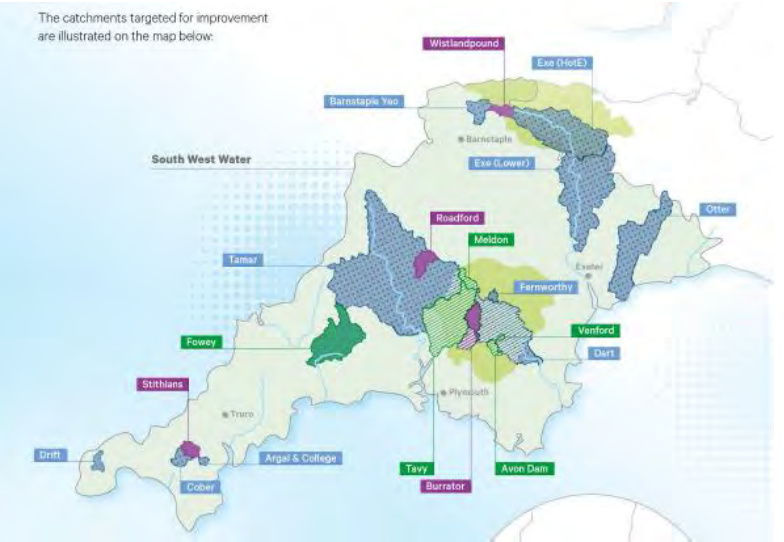 The catchments targeted for improvement
are illustrated on the map below:
Wistlandpound
Exe (HotE)
Barnstaple Yeo
Barnstaple
South West Water
Exe (Lower)
Otter
Roadford
Meldon
Tamar
Exeter
Fernworthy
Fowey
Venford
Dart
Stithians
Plymouth
Truro
Drift
Argal & College
Tavy
Avon Dam
Cober
Burrator